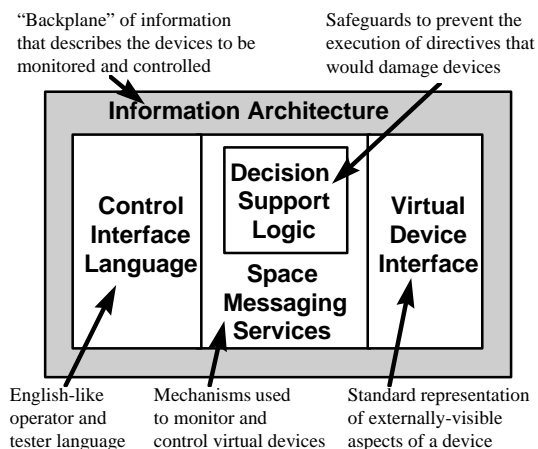 “Backplane” of information
that describes the devices to be
monitored and controlled
Safeguards to prevent the
execution of directives that
would damage devices
Information Architecture
Control
Interface
Language
Decision
Support
Logic
Space
Messaging
Services
Virtual
Device
Interface
English-like
operator and
tester language
Mechanisms used
to monitor and
control virtual devices
Standard representation
of externally-visible
aspects of a device